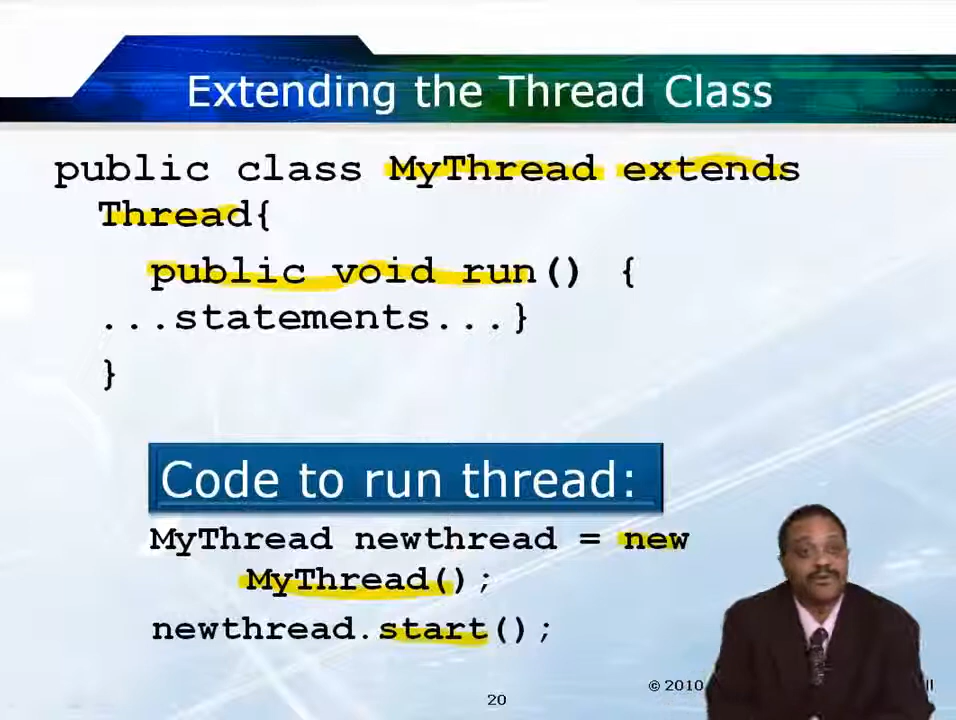 Extending the Thread Class
public class MyThread extends
Thread{
public void run() {
...statements...}
}
Code to run thread:
MyThread newthread = new
MyThread();
newthread.start();
© 2010
20